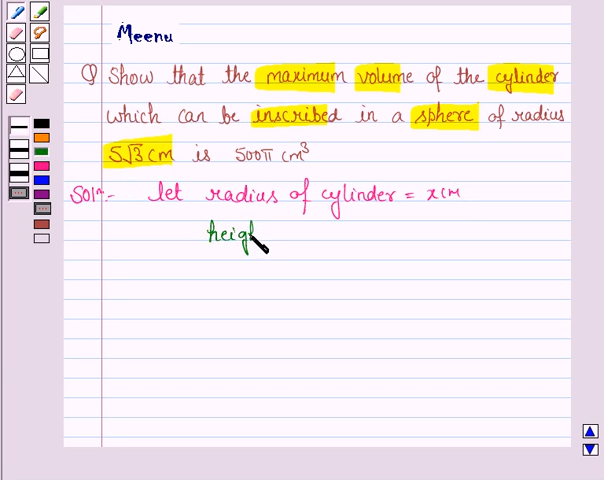 Meenu
Q Show that the maximum volume of the cylinder
which can be inscribed in a sphere of radius
5√3 cm is 500π cm³
Solⁿ:- let radius of cylinder = x cm
heigh